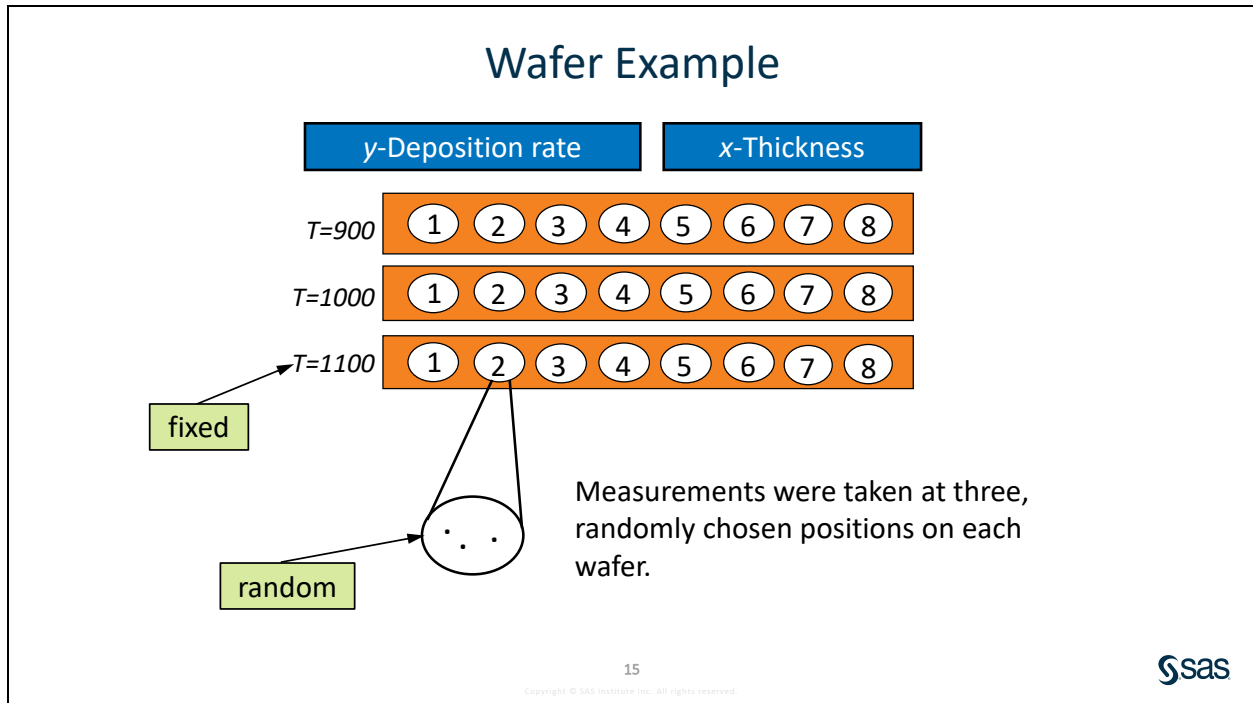 Wafer Example
y-Deposition rate x-Thickness
T=900 1 2 3 4 5 6 7 8
T=1000 1 2 3 4 5 6 7 8
T=1100 1 2 3 4 5 6 7 8
fixed
Measurements were taken at three,
randomly chosen positions on each
wafer.
random
15
Copyright © SAS Institute Inc. All rights reserved.
sas